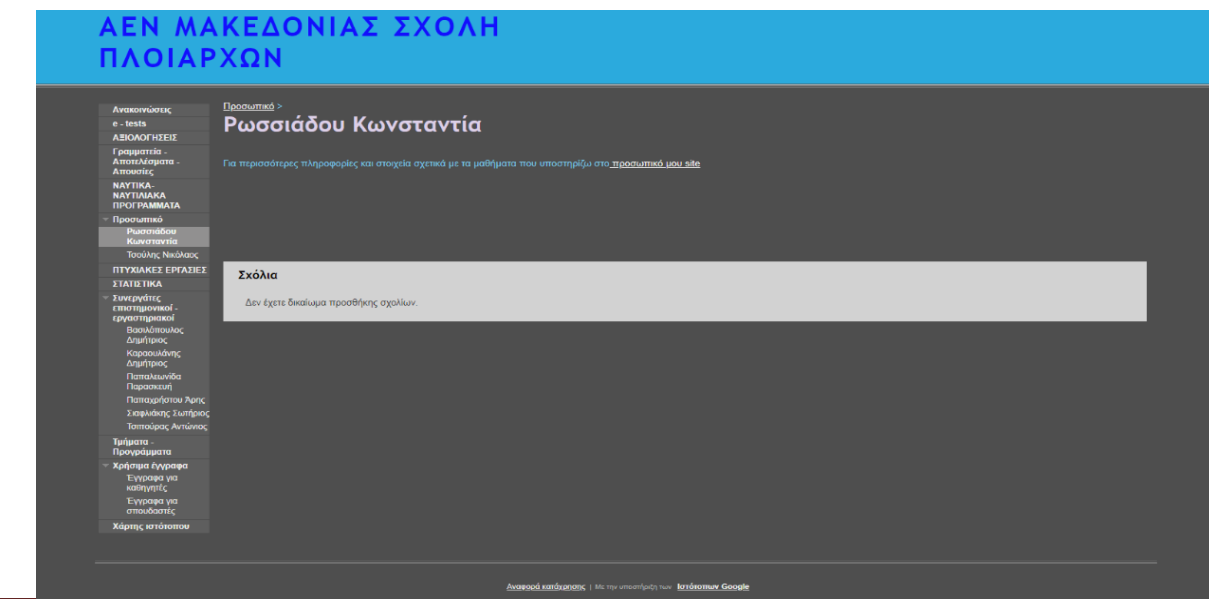 ΑΕΝ ΜΑΚΕΔΟΝΙΑΣ ΣΧΟΛΗ
ΠΛΟΙΑΡΧΩΝ
Ανακοινώσεις
e - tests
ΑΞΙΟΛΟΓΗΣΕΙΣ
Γραμματεία -
Αποτελέσματα -
Απουσίες
ΝΑΥΤΙΚΑ-
ΝΑΥΤΙΛΙΑΚΑ
ΠΡΟΓΡΑΜΜΑΤΑ
Προσωπικό
Ρωσσιάδου
Κωνσταντία
Τσούλης Νικόλαος
ΠΤΥΧΙΑΚΕΣ ΕΡΓΑΣΙΕΣ
ΣΤΑΤΙΣΤΙΚΑ
Συνεργάτες
επιστημονικοί -
εργαστηριακοί
Βασιλόπουλος
Δημήτριος
Καραουλάνης
Δημήτριος
Παπαλεωνίδα
Παρασκευή
Παπαχρήστου Άρης
Σιαφλιάκης Σωτήριος
Τσιπούρας Αντώνιος
Τμήματα -
Προγράμματα
Χρήσιμα έγγραφα
Έγγραφα για
καθηγητές
Έγγραφα για
σπουδαστές
Χάρτης ιστότοπου
Προσωπικό >
Ρωσσιάδου Κωνσταντία
Για περισσότερες πληροφορίες και στοιχεία σχετικά με τα μαθήματα που υποστηρίζω στο προσωπικό μου site
Σχόλια
Δεν έχετε δικαίωμα προσθήκης σχολίων.
Αναφορά κατάχρησης | Με την υποστήριξη των Ιστότοπων Google